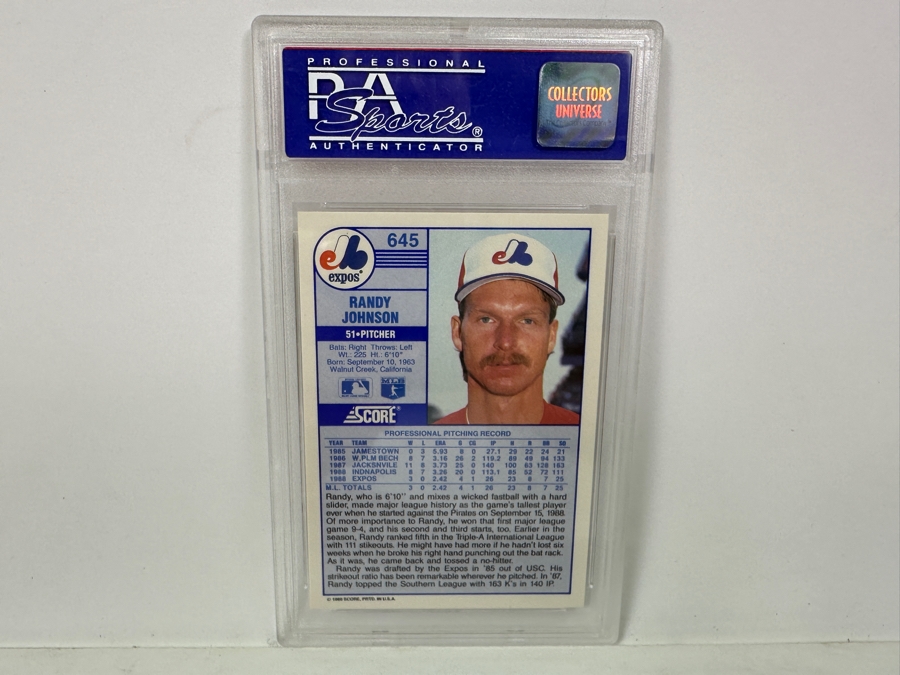 PROFESSIONAL
PSA
Sports®
AUTHENTICATOR
COLLECTORS
UNIVERSE
expos
645
RANDY
JOHNSON
51•PITCHER
Bats: Right Throws: Left
Wt.: 225 Ht.: 6'10"
Born: September 10, 1963
Walnut Creek, California
MLB
SCORE®
PROFESSIONAL PITCHING RECORD
YEAR TEAM W L ERA G CG IP H R BB SO
1985 JAMESTOWN 0 3 5.93 8 0 27.1 29 22 24 21
1986 W.PLM BECH 8 7 3.16 26 2 119.2 89 49 94 133
1987 JACKSNVILE 11 8 3.73 25 0 140 100 63 128 163
1988 INDNAPOLIS 8 7 3.26 20 0 113.1 85 52 72 111
1988 EXPOS 3 0 2.42 4 1 26 23 8 7 25
M.L. TOTALS 3 0 2.42 4 1 26 23 8 7 25
Randy, who is 6'10" and mixes a wicked fastball with a hard
slider, made major league history as the game's tallest player
ever when he started against the Pirates on September 15, 1988.
Of more importance to Randy, he won that first major league
game 9-4, and his second and third starts, too. Earlier in the
season, Randy ranked fifth in the Triple-A International League
with 111 stikeouts. He might have had more if he hadn't lost six
weeks when he broke his right hand punching out the bat rack.
As it was, he came back and tossed a no-hitter.
Randy was drafted by the Expos in '85 out of USC. His
strikeout ratio has been remarkable wherever he pitched. In '87,
Randy topped the Southern League with 163 K's in 140 IP.
© 1989 SCORE, PRTD. IN U.S.A.